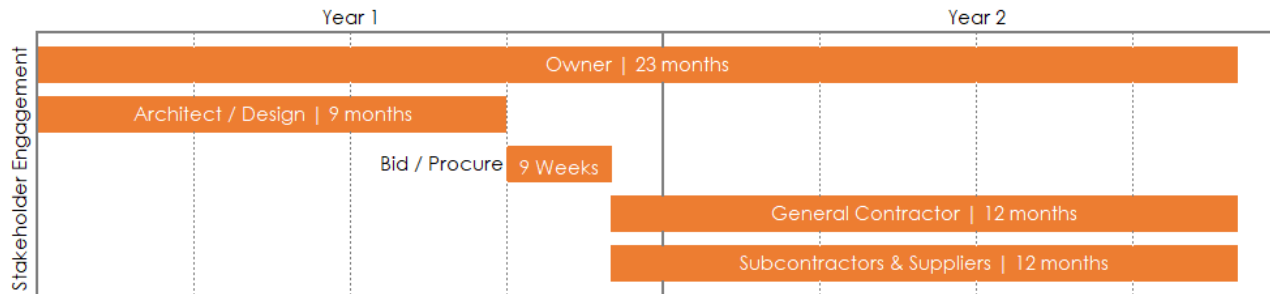 Year 1
Year 2
Stakeholder Engagement
Owner | 23 months
Architect / Design | 9 months
Bid / Procure
9 Weeks
General Contractor | 12 months
Subcontractors & Suppliers | 12 months